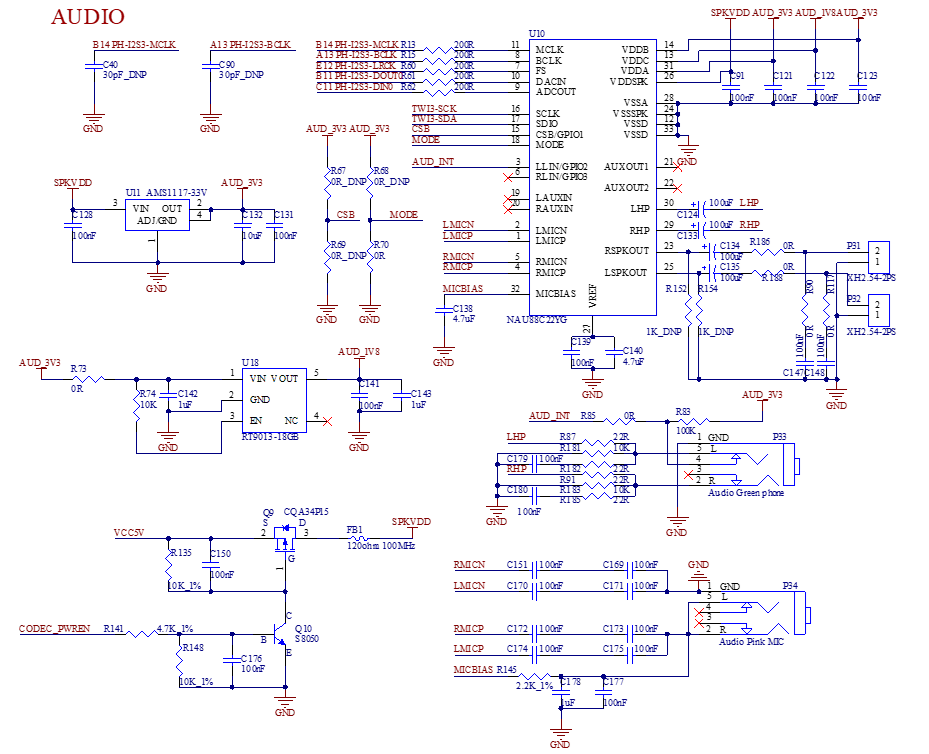 AUDIO
B14 PH-I2S3-MCLK
C40
30pF_DNP
GND
A13 PH-I2S3-BCLK
C90
30pF_DNP
GND
SPKVDD AUD_3V3 AUD_1V8 AUD_3V3
U10
B14 PH-I2S3-MCLK R13 200R 11 MCLK
A13 PH-I2S3-BCLK R15 200R 8 BCLK
E12 PH-I2S3-LRCK R60 200R 7 FS
B11 PH-I2S3-DOUT0 R61 200R 10 DACIN
C11 PH-I2S3-DIN0 R62 200R 9 ADCOUT
VDDB 14
VDDC 13
VDDA 31
VDDSPK 26
C91 C121 C122 C123
100nF 100nF 100nF 100nF
VSSA 28
VSSSPK 24
VSSD 12
VSSD 33
GND
TWI3-SCK 16 SCLK
TWI3-SDA 17 SDIO
CSB 15 CSB/GPIO1
MODE 18 MODE
AUD_INT 3 LLIN/GPIO2
6 RLIN/GPIO3
19 LAUXIN
20 RAUXIN
LMICN 2 LMICN
LMICP 1 LMICP
RMICN 5 RMICN
RMICP 4 RMICP
MICBIAS 32 MICBIAS
C138
4.7uF
GND
AUXOUT1 21
AUXOUT2 22
LHP 30 C124 100uF LHP
RHP 29 C133 100uF RHP
RSPKOUT 23 C134 100uF R186 0R P31
LSPKOUT 25 C135 100uF R188 0R
2
1
XH2.54-2PS
P32
2
1
XH2.54-2PS
R152 R154
1K_DNP 1K_DNP
R90 0R
R117 0R
100nF 100nF
C147 C148
GND
VREF
27
NAU88C22YG
C139
100nF
C140
4.7uF
GND
AUD_3V3 AUD_3V3
R67 R68
0R_DNP 0R_DNP
CSB MODE
R69 R70
0R_DNP 0R
GND GND
SPKVDD U11 AMS1117-33V AUD_3V3
3 VIN OUT 2
ADJ/GND 4
1
C128
100nF
C132
10uF
C131
100nF
GND
AUD_3V3 R73
0R
R74
10K
C142
1uF
GND
U18
1 VIN VOUT 5
2 GND
3 EN NC 4
RT9013-18GB
AUD_1V8
C141
100nF
C143
1uF
GND
AUD_INT R85 0R R83
100K
AUD_3V3
LHP R87 22R
R181 10K
C179 100nF
RHP R182 22R
R91 22R
C180 R183 10K
100nF R185 22R
GND
GND
1 GND P33
5 L
4
3
2 R
Audio Green phone
VCC5V
Q9 CQA34P15
S D
2 3
G
1
FB1
120ohm 100MHz
SPKVDD
R135
10K_1%
C150
100nF
CODEC_PWREN R141 4.7K_1%
R148
10K_1%
C176
100nF
C
B
E
Q10
S8050
GND
RMICN C151 100nF C169 100nF
LMICN C170 100nF C171 100nF
GND
RMICP C172 100nF C173 100nF
LMICP C174 100nF C175 100nF
1 GND P34
5 L
4
3
2 R
Audio Pink MIC
MICBIAS R145
2.2K_1%
C178
1uF
C177
100nF
GND